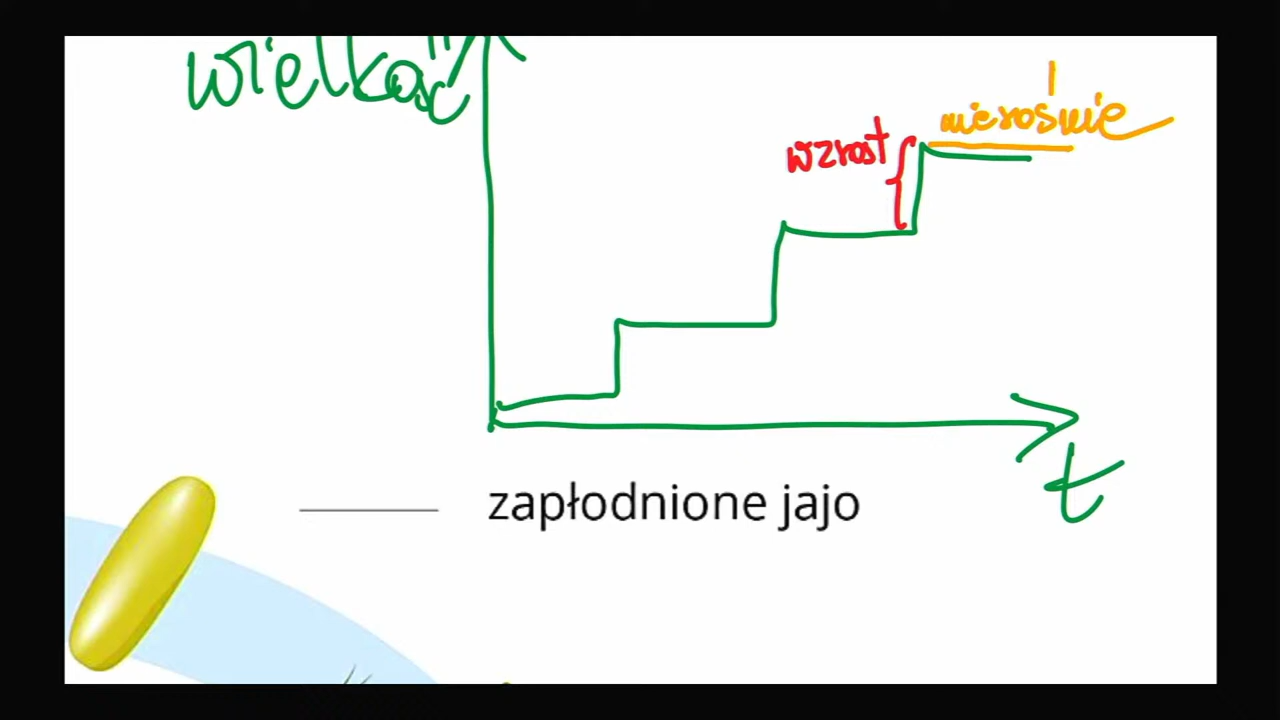 wielkość
nie rośnie
wzrost
zapłodnione jajo
t